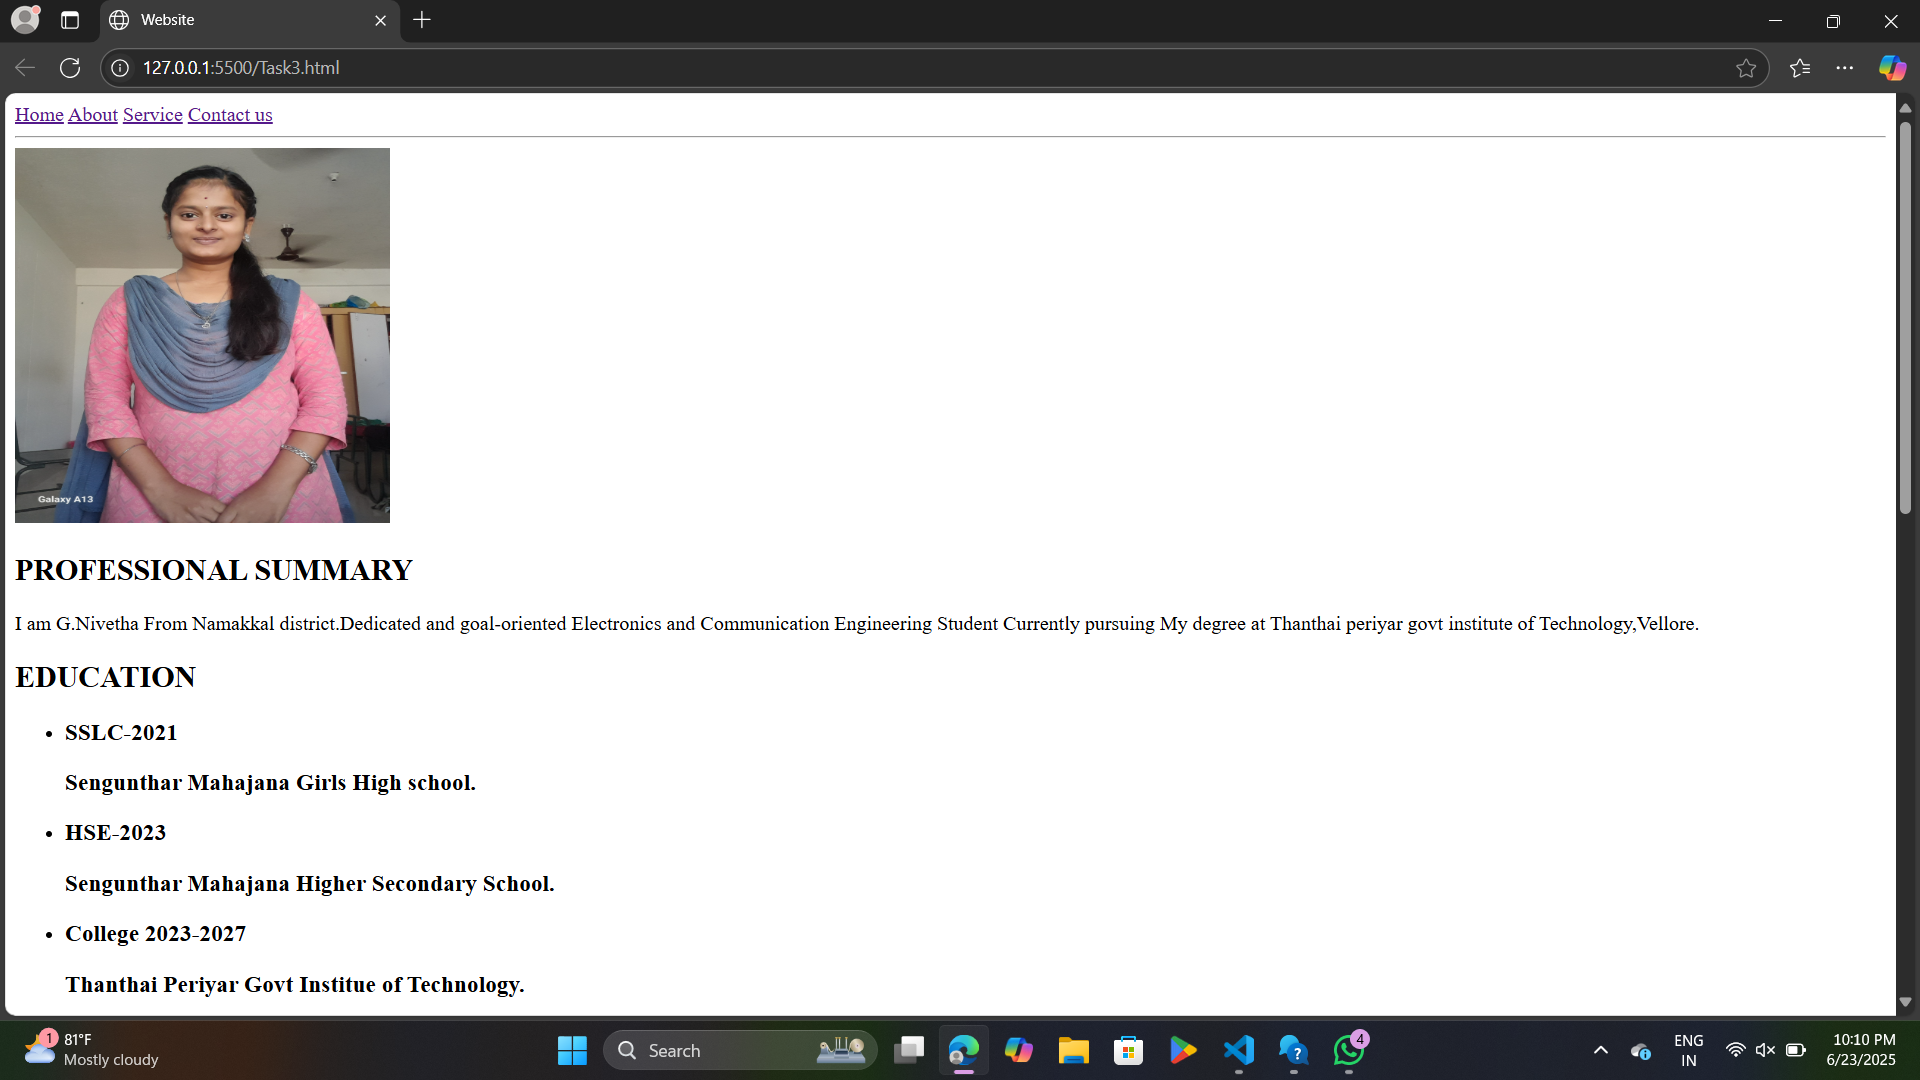 Website
127.0.0.1:5500/Task3.html
Home About Service Contact us
Galaxy A13
PROFESSIONAL SUMMARY
I am G.Nivetha From Namakkal district.Dedicated and goal-oriented Electronics and Communication Engineering Student Currently pursuing My degree at Thanthai periyar govt institute of Technology,Vellore.
EDUCATION
SSLC-2021
Sengunthar Mahajana Girls High school.
HSE-2023
Sengunthar Mahajana Higher Secondary School.
College 2023-2027
Thanthai Periyar Govt Institue of Technology.
1
81°F
Mostly cloudy
Search
4
ENG
IN
10:10 PM
6/23/2025